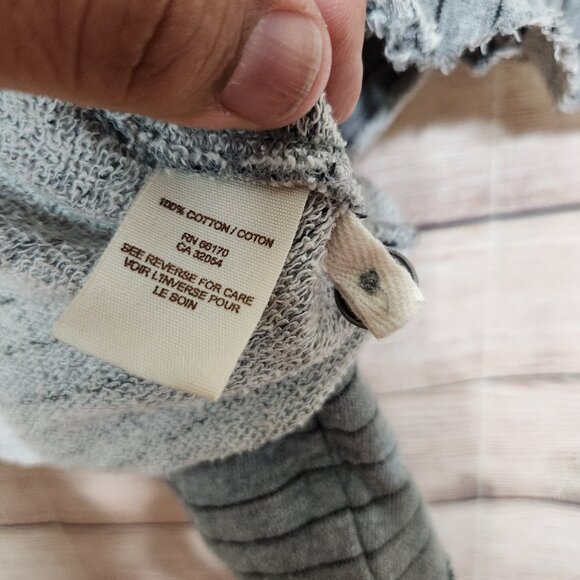 100% COTTON / COTON
RN 66170
CA 32054
SEE REVERSE FOR CARE
VOIR L'INVERSE POUR
LE SOIN